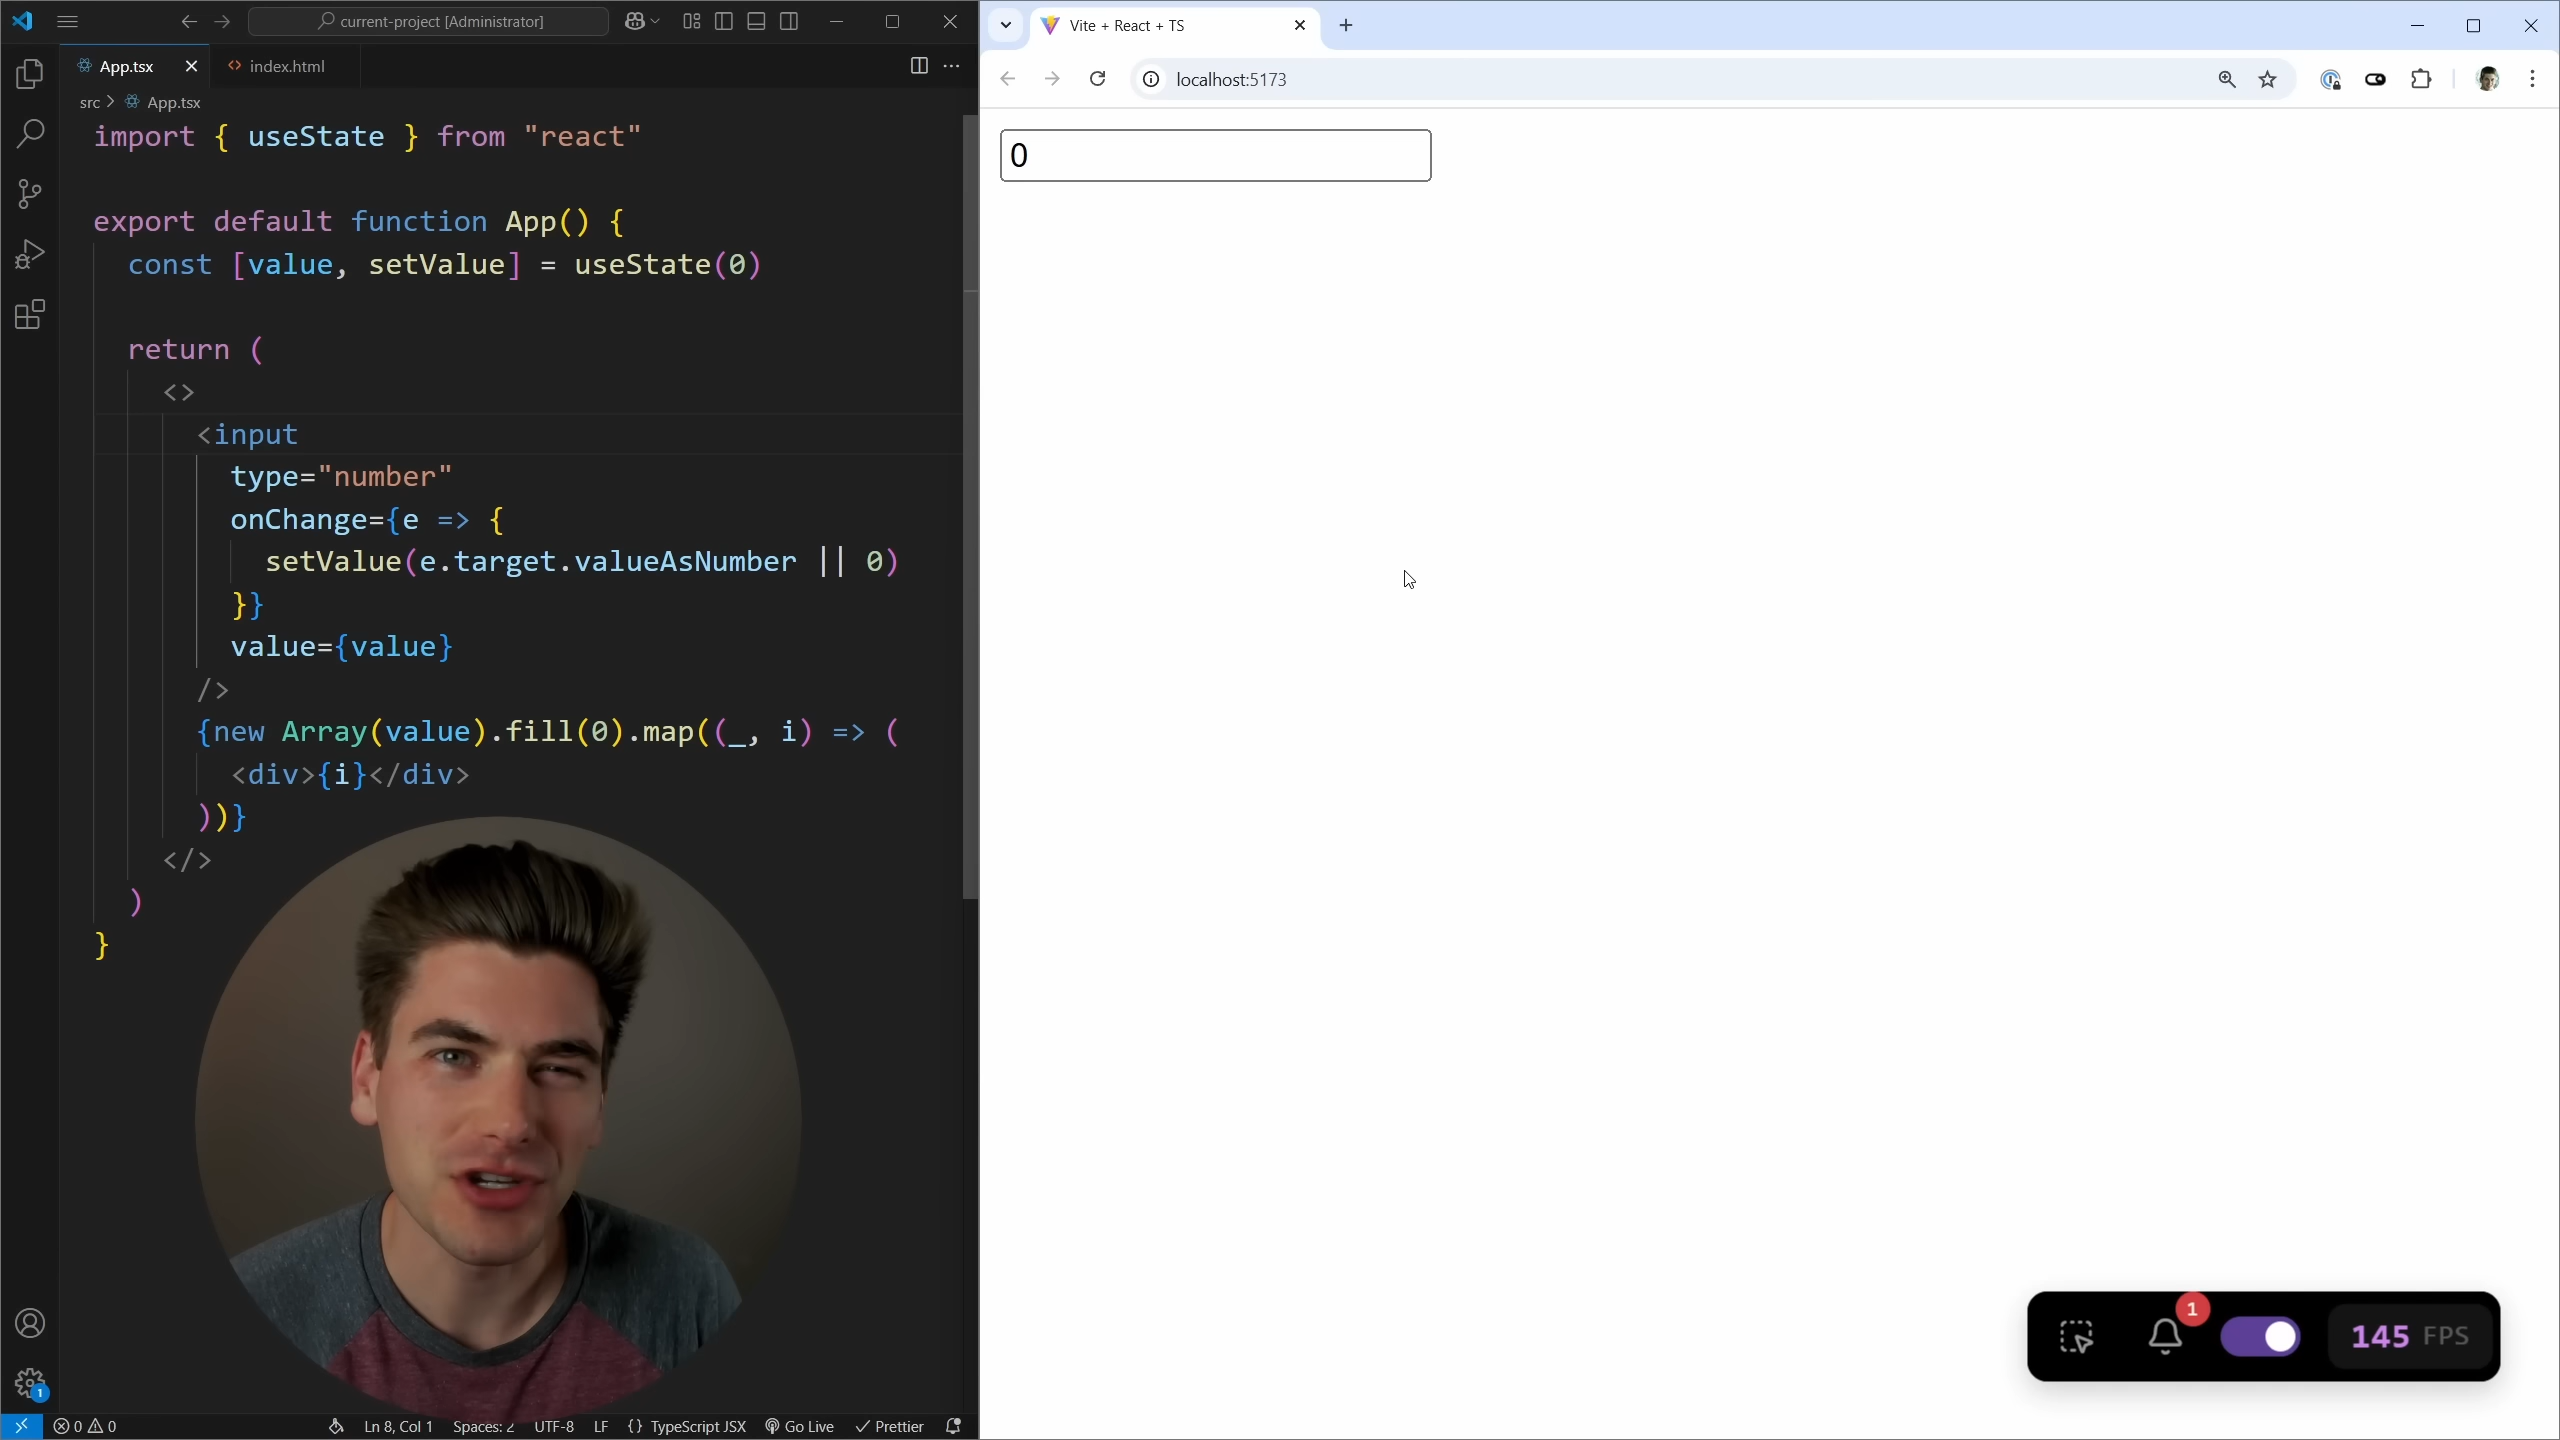 current-project [Administrator]
App.tsx
index.html
src > App.tsx
import { useState } from "react"
export default function App() {
const [value, setValue] = useState(0)
return (
<>
<input
type="number"
onChange={e => {
setValue(e.target.valueAsNumber || 0)
}}
value={value}
/>
{new Array(value).fill(0).map((_, i) => (
<div>{i}</div>
))}
</>
)
}
1
0 0
Ln 8, Col 1
Spaces: 2
UTF-8
LF
{} TypeScript JSX
Go Live
Prettier
Vite + React + TS
localhost:5173
0
1
145 FPS